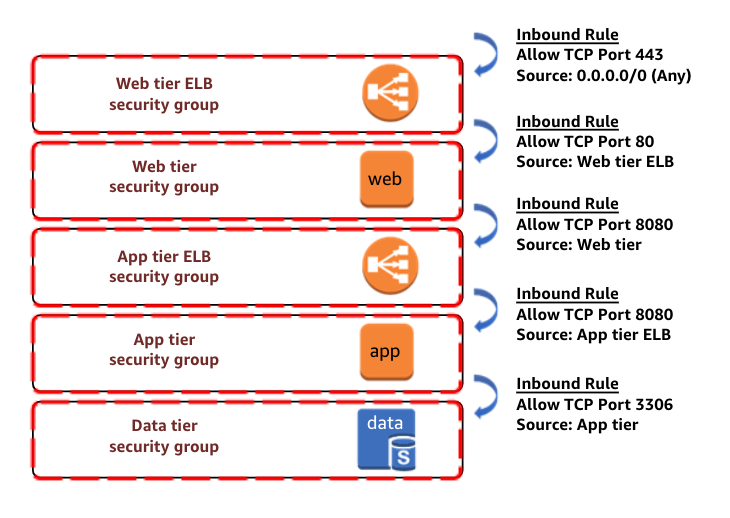 Inbound Rule
Allow TCP Port 443
Source: 0.0.0.0/0 (Any)
Web tier ELB
security group
Inbound Rule
Allow TCP Port 80
Source: Web tier ELB
Web tier
security group
web
Inbound Rule
Allow TCP Port 8080
Source: Web tier
App tier ELB
security group
Inbound Rule
Allow TCP Port 8080
Source: App tier ELB
App tier
security group
app
Inbound Rule
Allow TCP Port 3306
Source: App tier
Data tier
security group
data
S